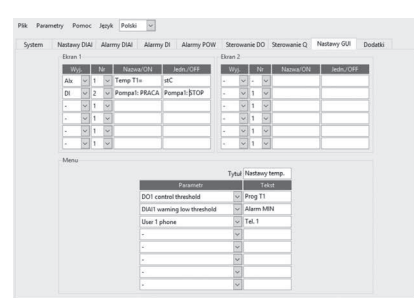 Plik Parametry Pomoc Język Polski
System Nastawy DIAI Alarmy DIAI Alarmy DI Alarmy POW Sterowanie DO Sterowanie Q Nastawy GUI Dodatki
Ekran 1 Ekran 2
Wyj. Nr Nazwa/ON Jedn./OFF Wyj. Nr Nazwa/ON Jedn./OFF
AIx 1 Temp T1= stC - -
DI 2 Pompa1: PRACA Pompa1: STOP - 1
- 1 - 1
- 1 - 1
- 1 - 1
- 1 - 1
Menu
Tytuł Nastawy temp.
Parametr Tekst
DO1 control threshold Prog T1
DIAI1 warning low threshold Alarm MIN
User 1 phone Tel. 1
-
-
-
-
-